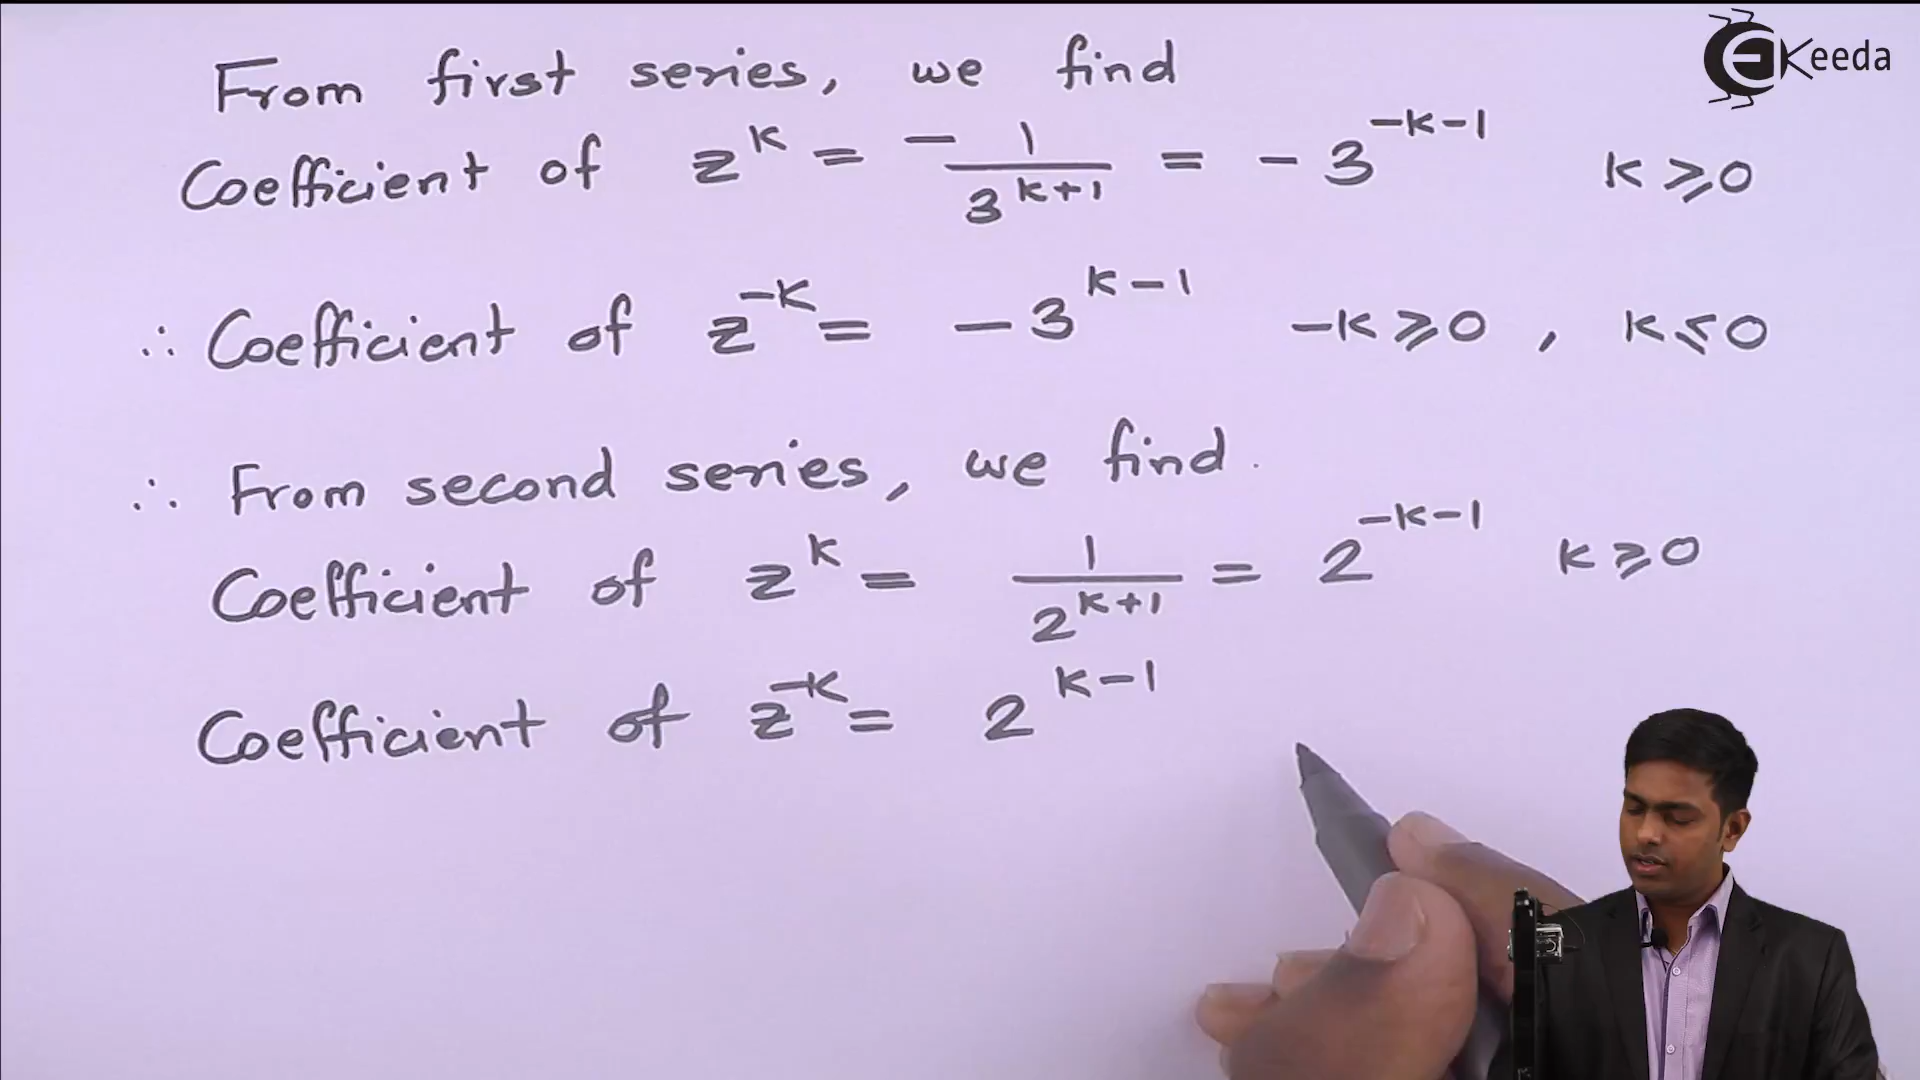 EKeeda
From first series, we find
Coefficient of z^K = - 1/3^(K+1) = - 3^(-K-1) K ⩾ 0
∴ Coefficient of z^-K = - 3^(K-1) -K ⩾ 0 , K ⩽ 0
∴ From second series, we find.
Coefficient of z^K = 1/2^(K+1) = 2^(-K-1) K ⩾ 0
Coefficient of z^-K = 2^(K-1)